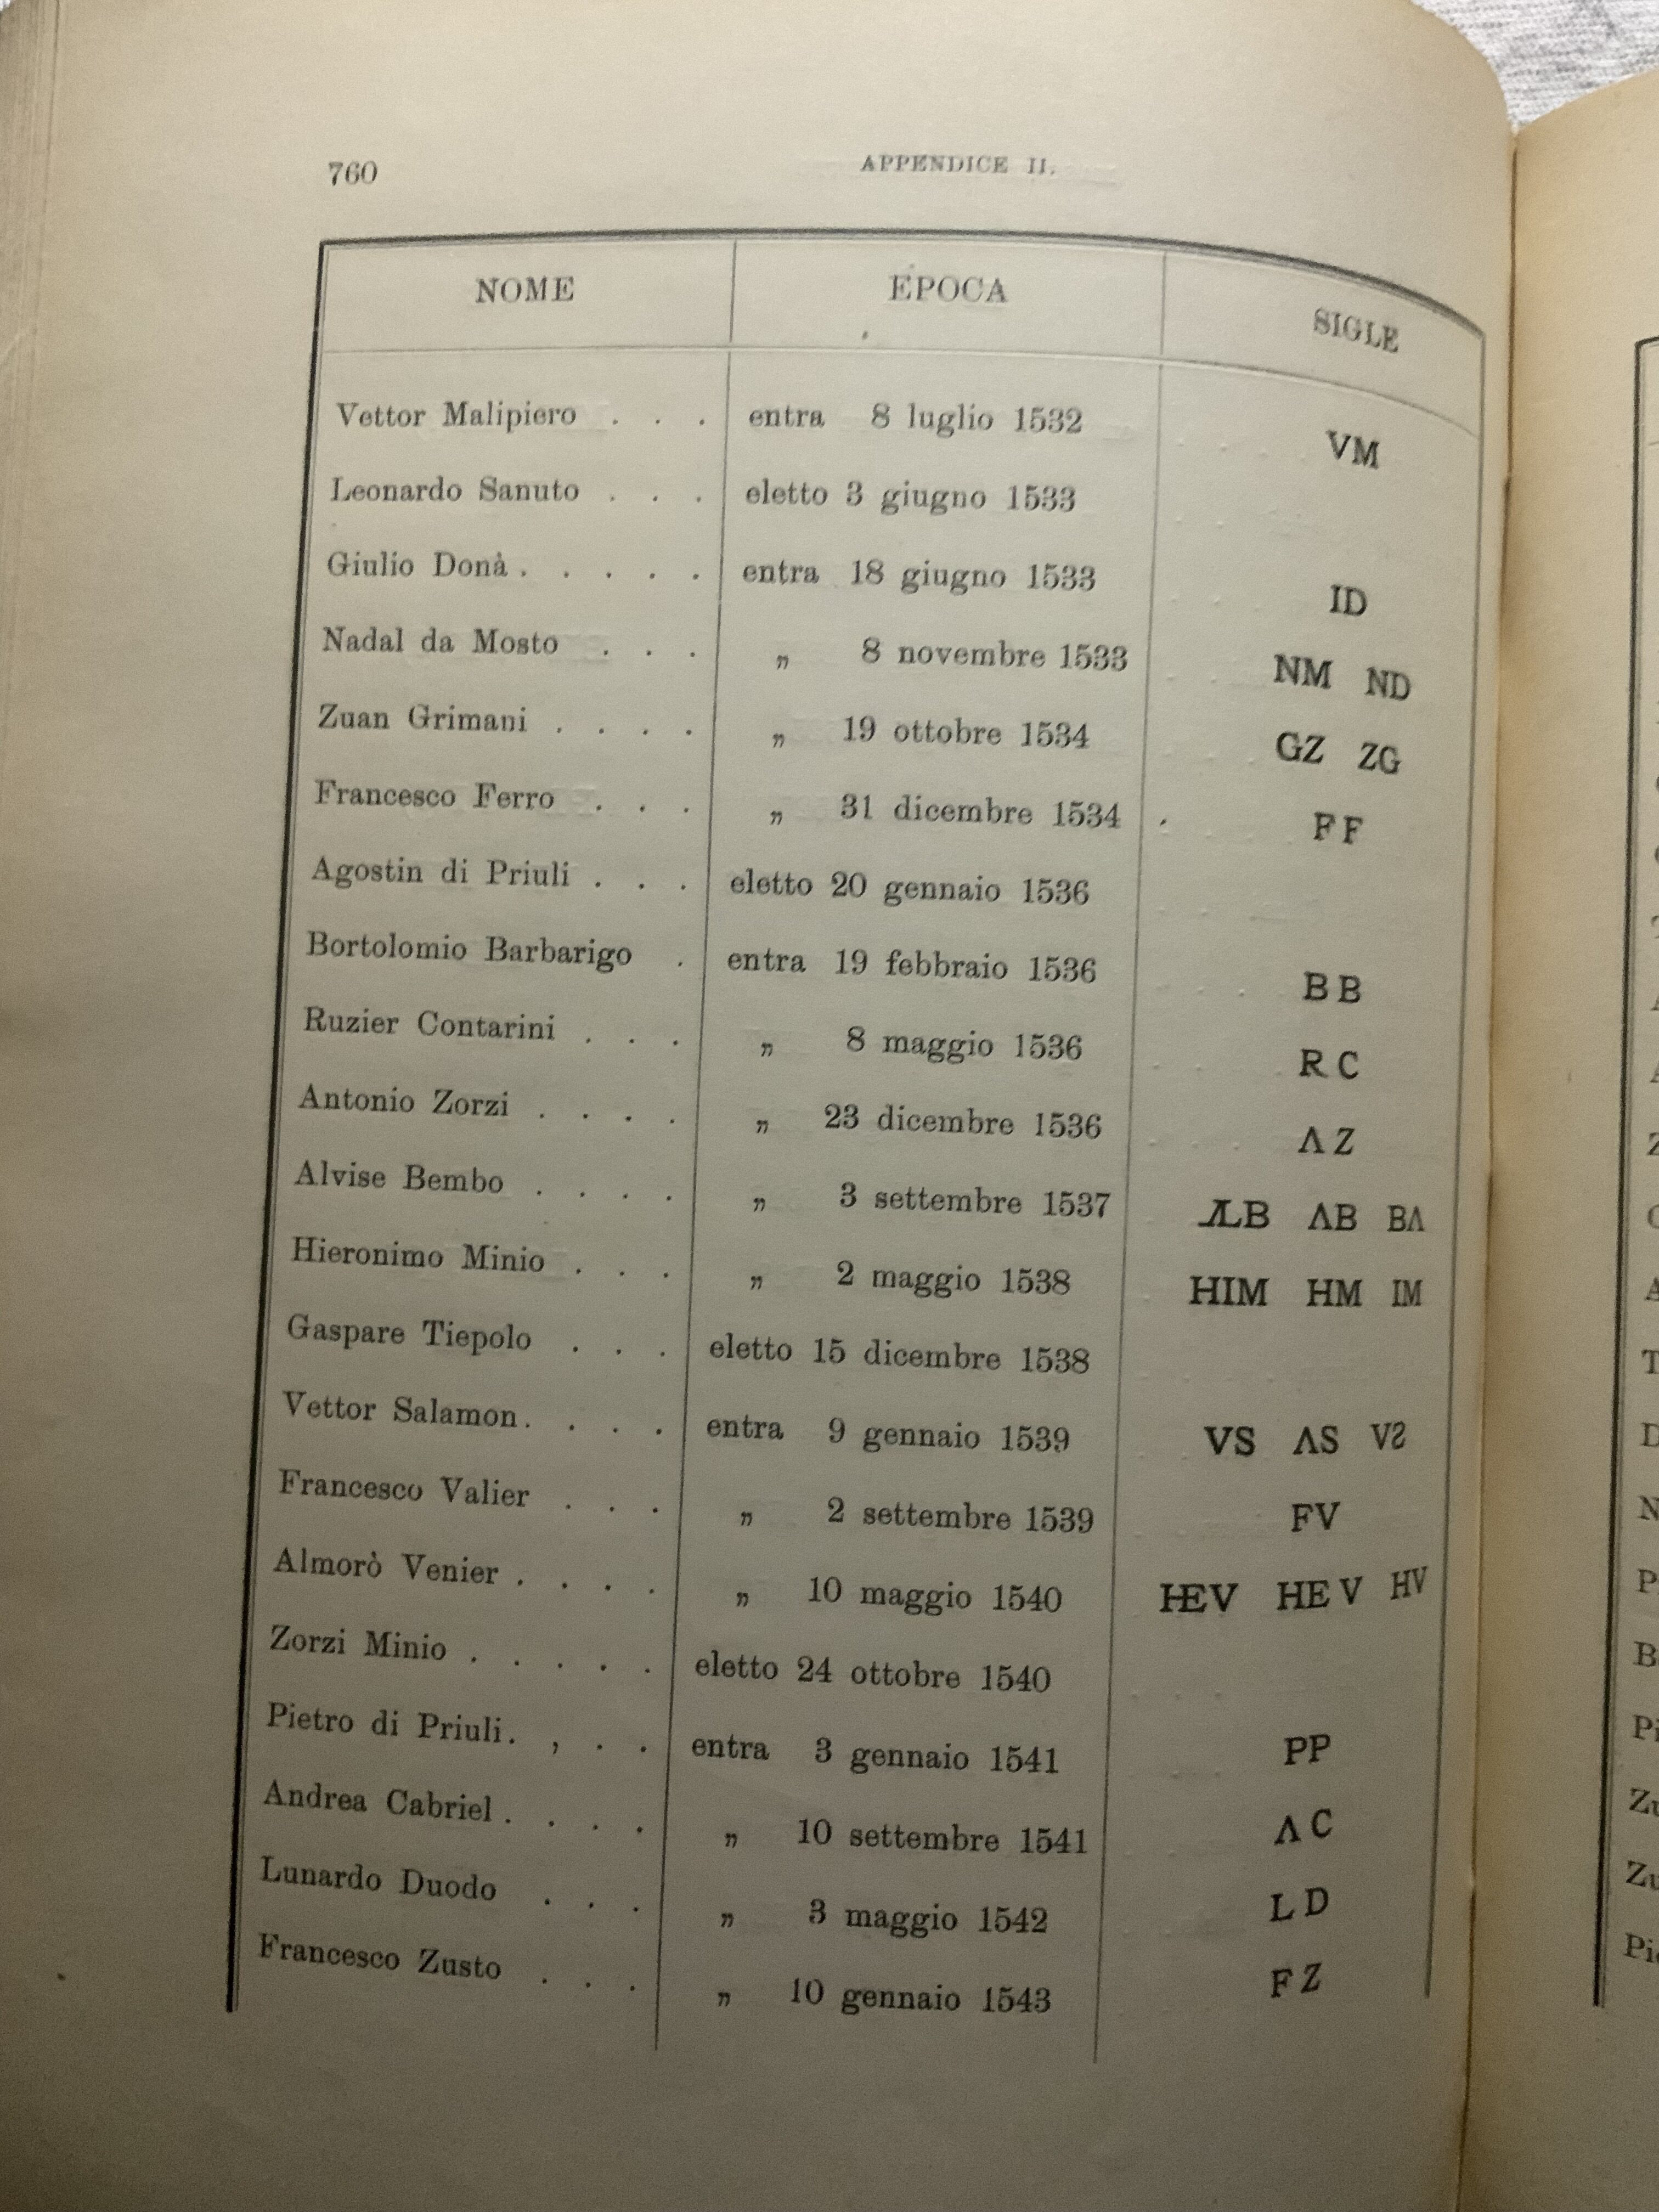 760 APPENDICE II.
NOME EPOCA SIGLE
Vettor Malipiero . . . entra 8 luglio 1532 VM
Leonardo Sanuto . . . eletto 3 giugno 1533
Giulio Donà . . . . . entra 18 giugno 1533 ID
Nadal da Mosto . . . „ 8 novembre 1533 NM ND
Zuan Grimani . . . . „ 19 ottobre 1534 GZ ZG
Francesco Ferro . . . „ 31 dicembre 1534 F F
Agostin di Priuli . . . eletto 20 gennaio 1536
Bortolomio Barbarigo . entra 19 febbraio 1536 B B
Ruzier Contarini . . . „ 8 maggio 1536 R C
Antonio Zorzi . . . . „ 23 dicembre 1536 Λ Z
Alvise Bembo . . . . „ 3 settembre 1537 ΛLB ΛB BΛ
Hieronimo Minio . . . „ 2 maggio 1538 HIM HM IM
Gaspare Tiepolo . . . eletto 15 dicembre 1538
Vettor Salamon . . . . entra 9 gennaio 1539 VS ΛS VƧ
Francesco Valier . . . „ 2 settembre 1539 FV
Almorò Venier . . . . „ 10 maggio 1540 HEV HE V HV
Zorzi Minio . . . . . eletto 24 ottobre 1540
Pietro di Priuli . , . . entra 3 gennaio 1541 PP
Andrea Cabriel . . . . „ 10 settembre 1541 Λ C
Lunardo Duodo . . . „ 3 maggio 1542 L D
Francesco Zusto . . . „ 10 gennaio 1543 F Z